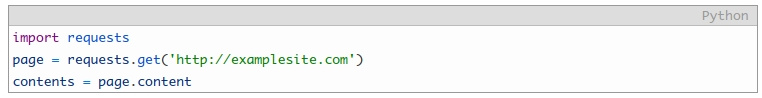 Python
import requests
page = requests.get('http://examplesite.com')
contents = page.content